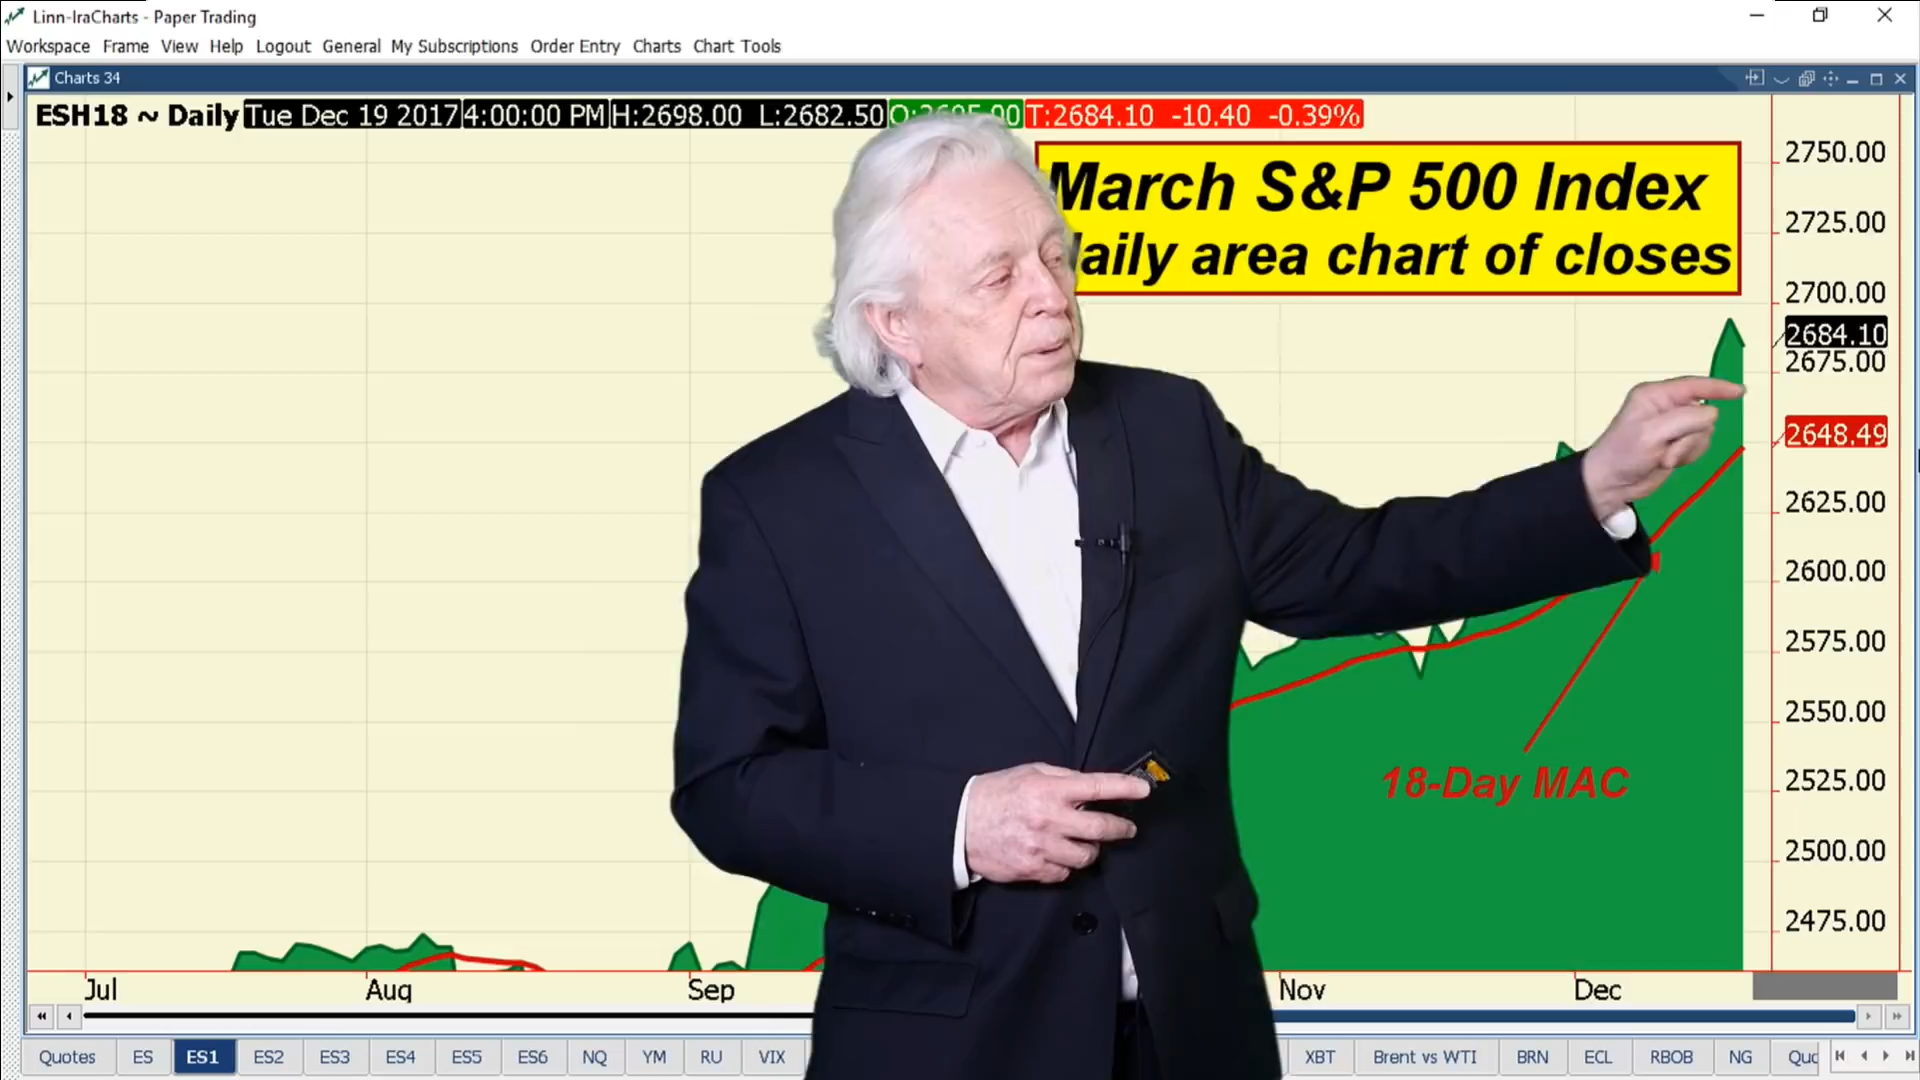 Linn-IraCharts - Paper Trading
Workspace Frame View Help Logout General My Subscriptions Order Entry Charts Chart Tools
Charts 34
ESH18 ~ Daily Tue Dec 19 2017 4:00:00 PM H:2698.00 L:2682.50 O:2695.00 T:2684.10 -10.40 -0.39%
March S&P 500 Index
daily area chart of closes
2750.00
2725.00
2700.00
2684.10
2675.00
2648.49
2625.00
2600.00
2575.00
2550.00
2525.00
2500.00
2475.00
18-Day MAC
Jul Aug Sep Nov Dec
Quotes ES ES1 ES2 ES3 ES4 ES5 ES6 NQ YM RU VIX XBT Brent vs WTI BRN ECL RBOB NG Quo